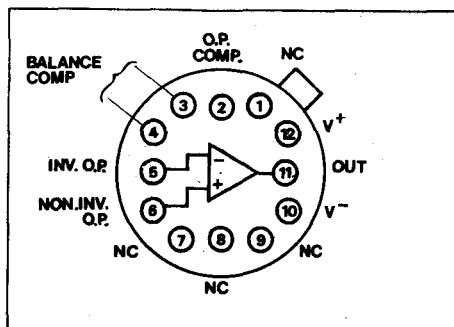 O.P.
COMP.
NC
BALANCE
COMP
3
2
1
4
12
V+
INV. O.P.
5
−
11
OUT
NON.INV.
O.P.
6
+
10
V−
7
8
9
NC
NC
NC